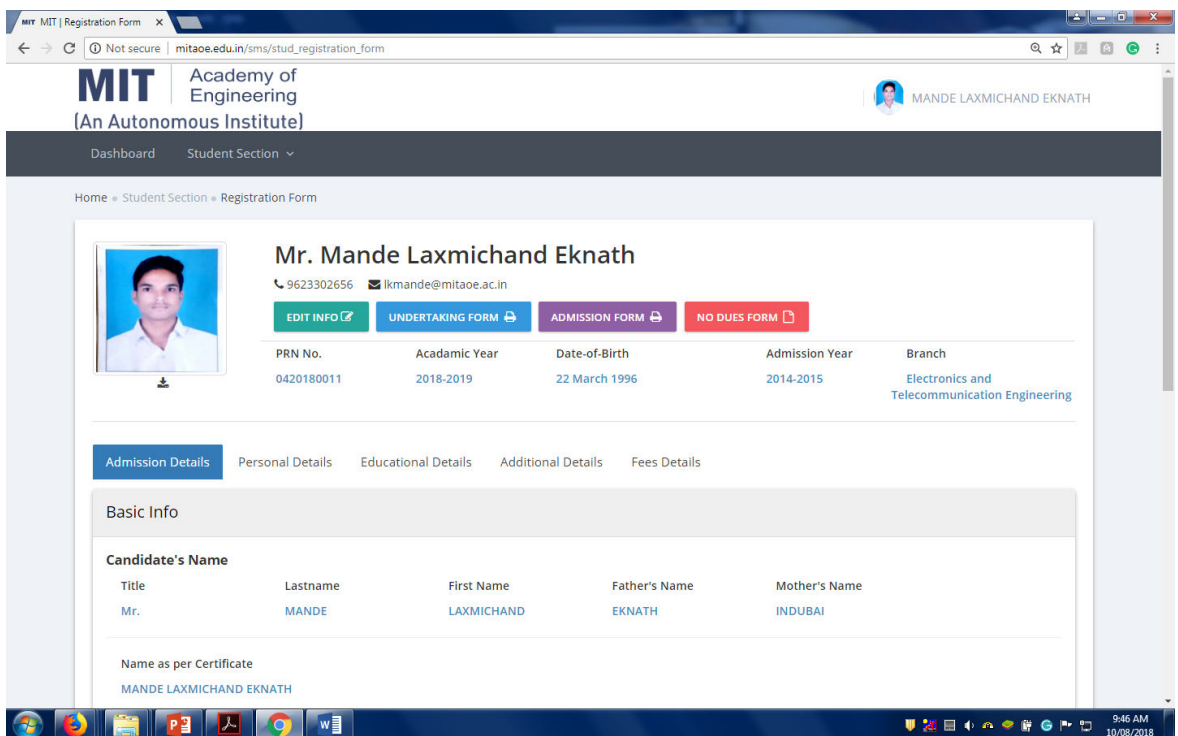 MIT MIT | Registration Form
Not secure | mitaoe.edu.in/sms/stud_registration_form
MIT Academy of
Engineering
(An Autonomous Institute)
MANDE LAXMICHAND EKNATH
Dashboard Student Section
Home Student Section Registration Form
Mr. Mande Laxmichand Eknath
9623302656 lkmande@mitaoe.ac.in
EDIT INFO UNDERTAKING FORM ADMISSION FORM NO DUES FORM
PRN No. Acadamic Year Date-of-Birth Admission Year Branch
0420180011 2018-2019 22 March 1996 2014-2015 Electronics and
Telecommunication Engineering
Admission Details Personal Details Educational Details Additional Details Fees Details
Basic Info
Candidate's Name
Title Lastname First Name Father's Name Mother's Name
Mr. MANDE LAXMICHAND EKNATH INDUBAI
Name as per Certificate
MANDE LAXMICHAND EKNATH
9:46 AM
10/08/2018